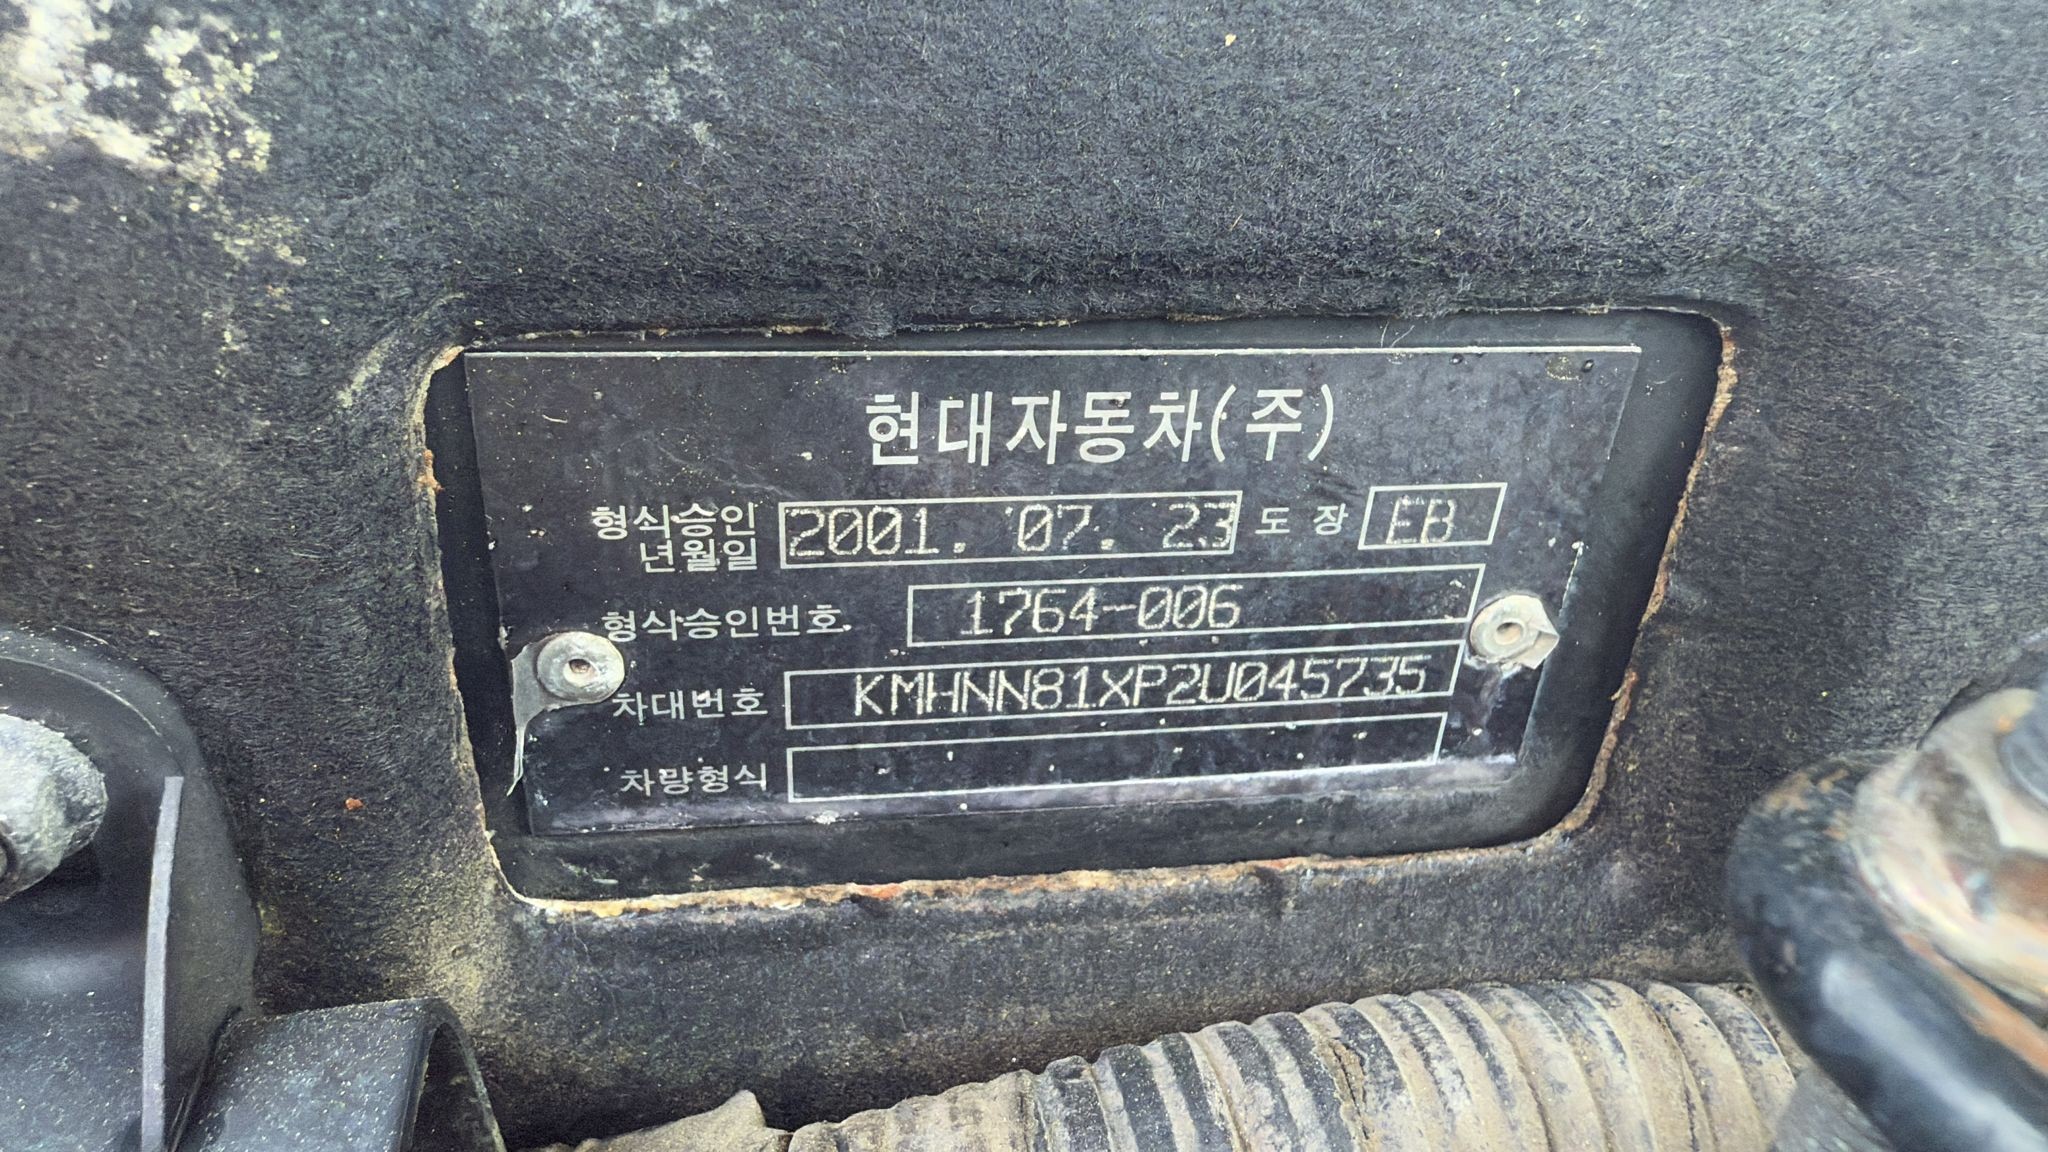 현대자동차(주)
형식승인 년월일 2001. 07. 23 도장 EB
형식승인번호 1764-006
차대번호 KMHNN81XP2U045735
차량형식